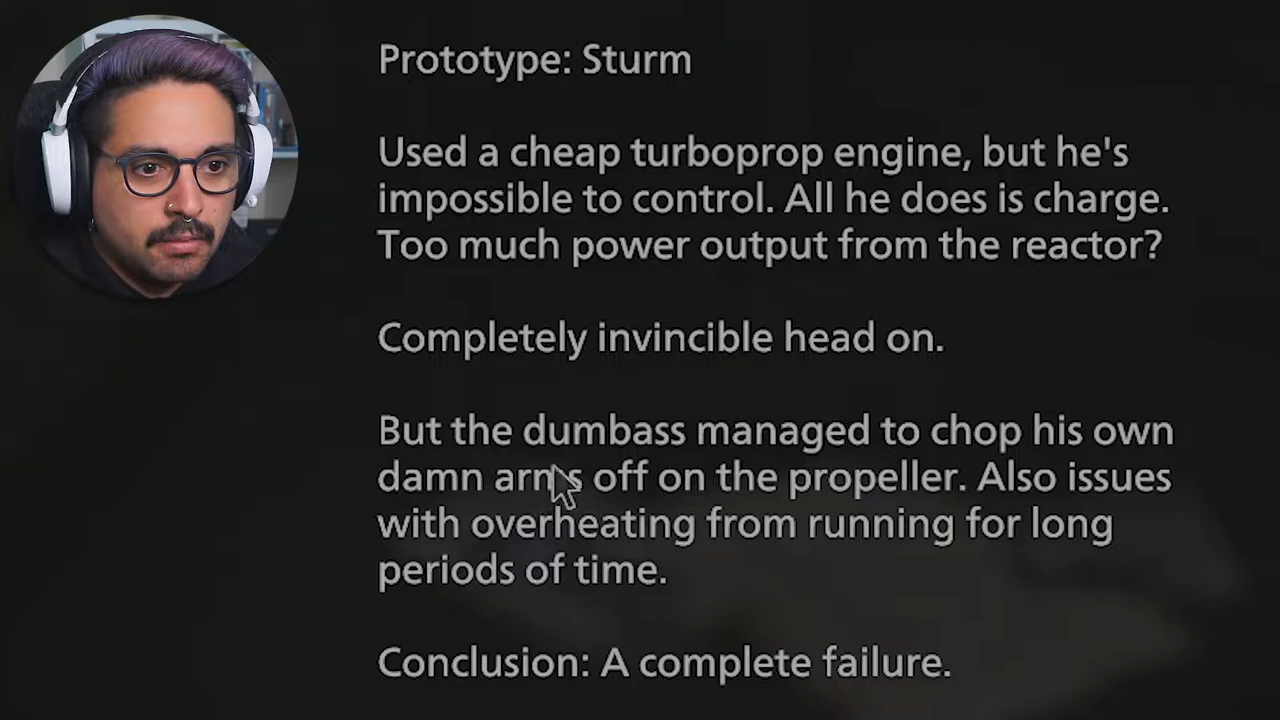 Prototype: Sturm
Used a cheap turboprop engine, but he's
impossible to control. All he does is charge.
Too much power output from the reactor?
Completely invincible head on.
But the dumbass managed to chop his own
damn arms off on the propeller. Also issues
with overheating from running for long
periods of time.
Conclusion: A complete failure.